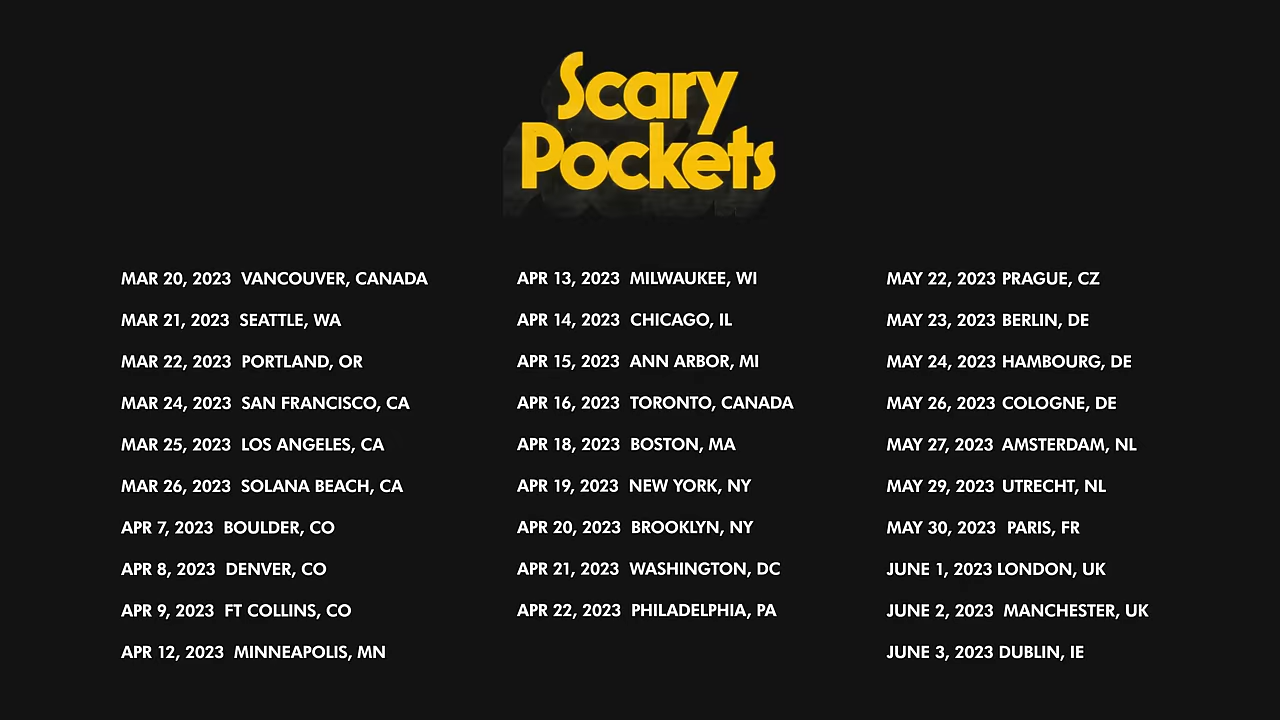 Scary
Pockets
MAR 20, 2023 VANCOUVER, CANADA
MAR 21, 2023 SEATTLE, WA
MAR 22, 2023 PORTLAND, OR
MAR 24, 2023 SAN FRANCISCO, CA
MAR 25, 2023 LOS ANGELES, CA
MAR 26, 2023 SOLANA BEACH, CA
APR 7, 2023 BOULDER, CO
APR 8, 2023 DENVER, CO
APR 9, 2023 FT COLLINS, CO
APR 12, 2023 MINNEAPOLIS, MN
APR 13, 2023 MILWAUKEE, WI
APR 14, 2023 CHICAGO, IL
APR 15, 2023 ANN ARBOR, MI
APR 16, 2023 TORONTO, CANADA
APR 18, 2023 BOSTON, MA
APR 19, 2023 NEW YORK, NY
APR 20, 2023 BROOKLYN, NY
APR 21, 2023 WASHINGTON, DC
APR 22, 2023 PHILADELPHIA, PA
MAY 22, 2023 PRAGUE, CZ
MAY 23, 2023 BERLIN, DE
MAY 24, 2023 HAMBOURG, DE
MAY 26, 2023 COLOGNE, DE
MAY 27, 2023 AMSTERDAM, NL
MAY 29, 2023 UTRECHT, NL
MAY 30, 2023 PARIS, FR
JUNE 1, 2023 LONDON, UK
JUNE 2, 2023 MANCHESTER, UK
JUNE 3, 2023 DUBLIN, IE